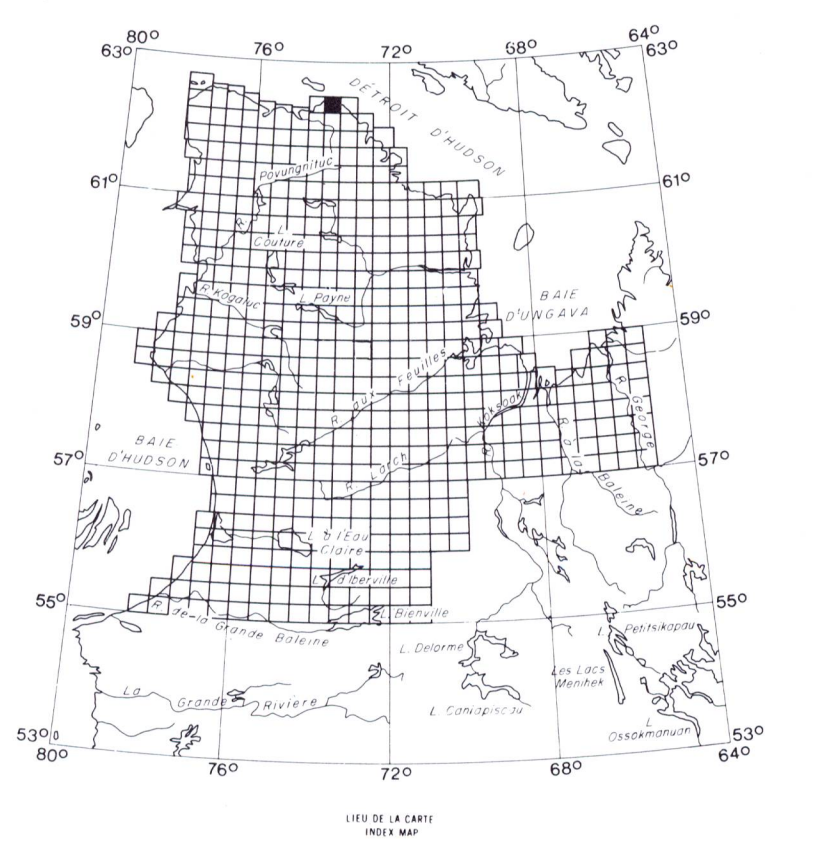 80° 76° 72° 68° 64°
63° 63°
DÉTROIT D'HUDSON
Povungnituc
61° 61°
R.
L.
Couture
R. Kogaluc
L. Payne
BAIE
D'UNGAVA
59° 59°
R. aux Feuilles
Koksoak
R. à la Baleine
R. George
BAIE
D'HUDSON
57° 57°
R. Larch
L. à l'Eau
Claire
L. d'Iberville
55° 55°
R. de-la Grande Baleine
L. Bienville
L. Delorme
L. Petitsikapau
Les Lacs
Menihek
La Grande Rivière
L. Caniapiscau
L.
Ossokmanuan
53° 53°
80° 76° 72° 68° 64°
LIEU DE LA CARTE
INDEX MAP